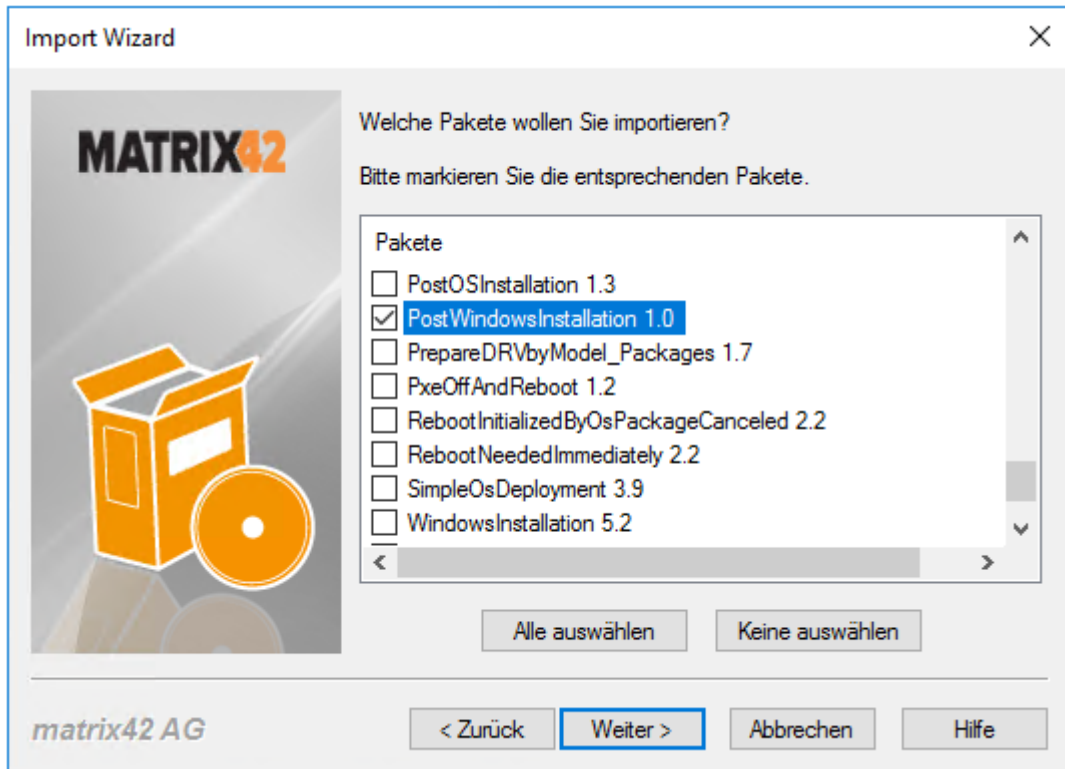 Import Wizard
MATRIX42
Welche Pakete wollen Sie importieren?
Bitte markieren Sie die entsprechenden Pakete.
Pakete
PostOSInstallation 1.3
PostWindowsInstallation 1.0
PrepareDRVbyModel_Packages 1.7
PxeOffAndReboot 1.2
RebootInitializedByOsPackageCanceled 2.2
RebootNeededImmediately 2.2
SimpleOsDeployment 3.9
WindowsInstallation 5.2
Alle auswählen Keine auswählen
matrix42 AG < Zurück Weiter > Abbrechen Hilfe